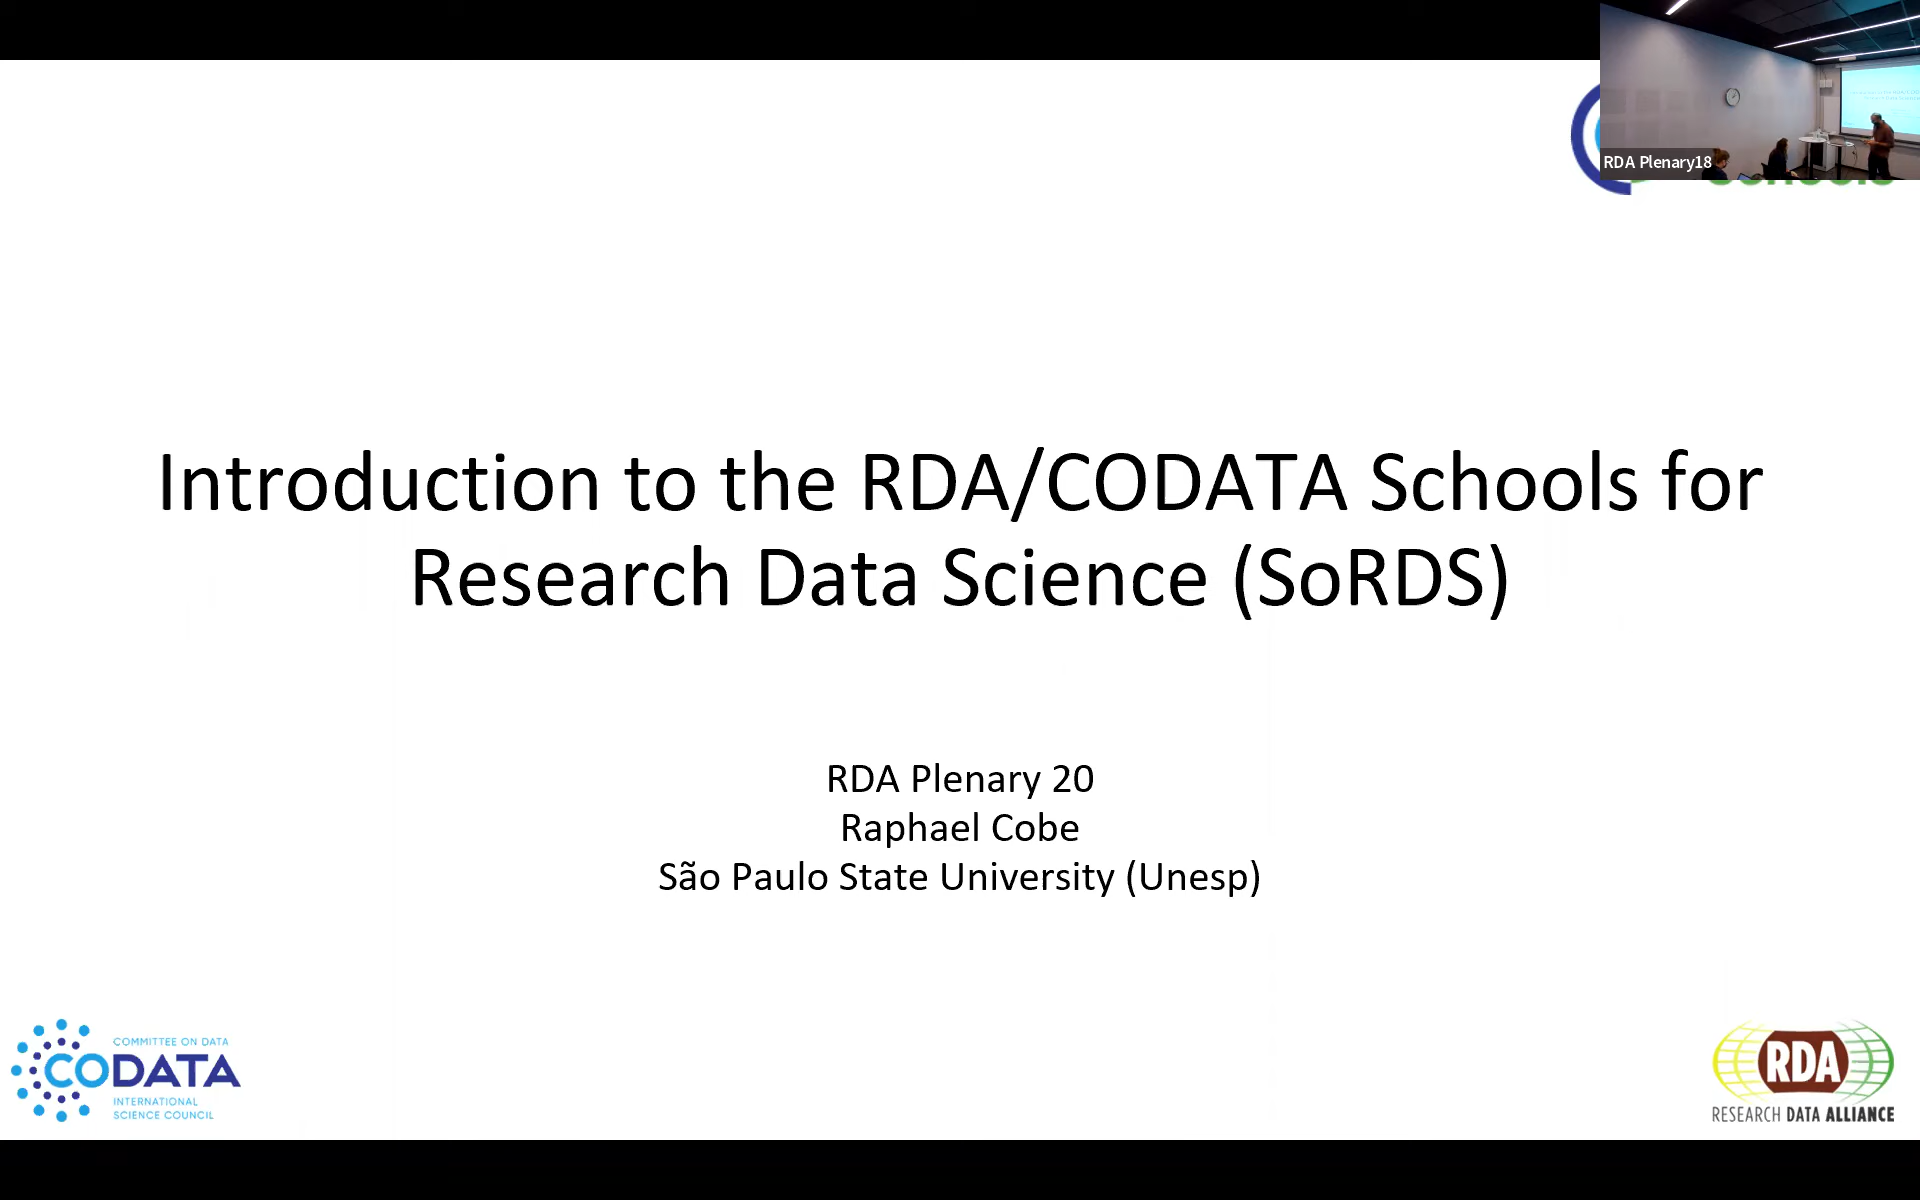 RDA Plenary18
Introduction to the RDA/CODATA Schools for
Research Data Science (SoRDS)
RDA Plenary 20
Raphael Cobe
São Paulo State University (Unesp)
COMMITTEE ON DATA
CODATA
INTERNATIONAL
SCIENCE COUNCIL
RDA
RESEARCH DATA ALLIANCE